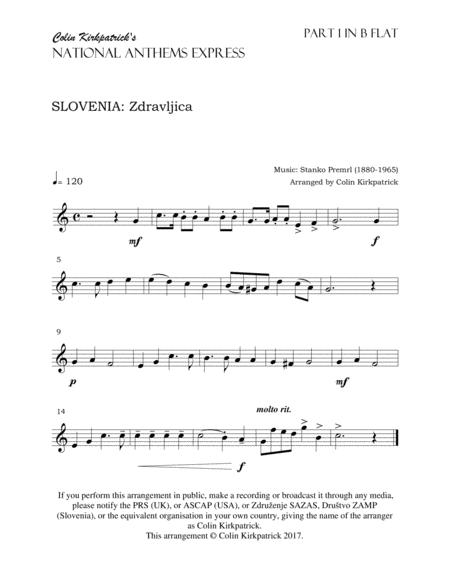 Colin Kirkpatrick's
NATIONAL ANTHEMS EXPRESS
PART 1 IN B FLAT
SLOVENIA: Zdravljica
Music: Stanko Premrl (1880-1965)
Arranged by Colin Kirkpatrick
♩= 120
mf
f
5
9
p
mf
14
molto rit.
f
If you perform this arrangement in public, make a recording or broadcast it through any media,
please notify the PRS (UK), or ASCAP (USA), or Združenje SAZAS, Društvo ZAMP
(Slovenia), or the equivalent organisation in your own country, giving the name of the arranger
as Colin Kirkpatrick.
This arrangement © Colin Kirkpatrick 2017.